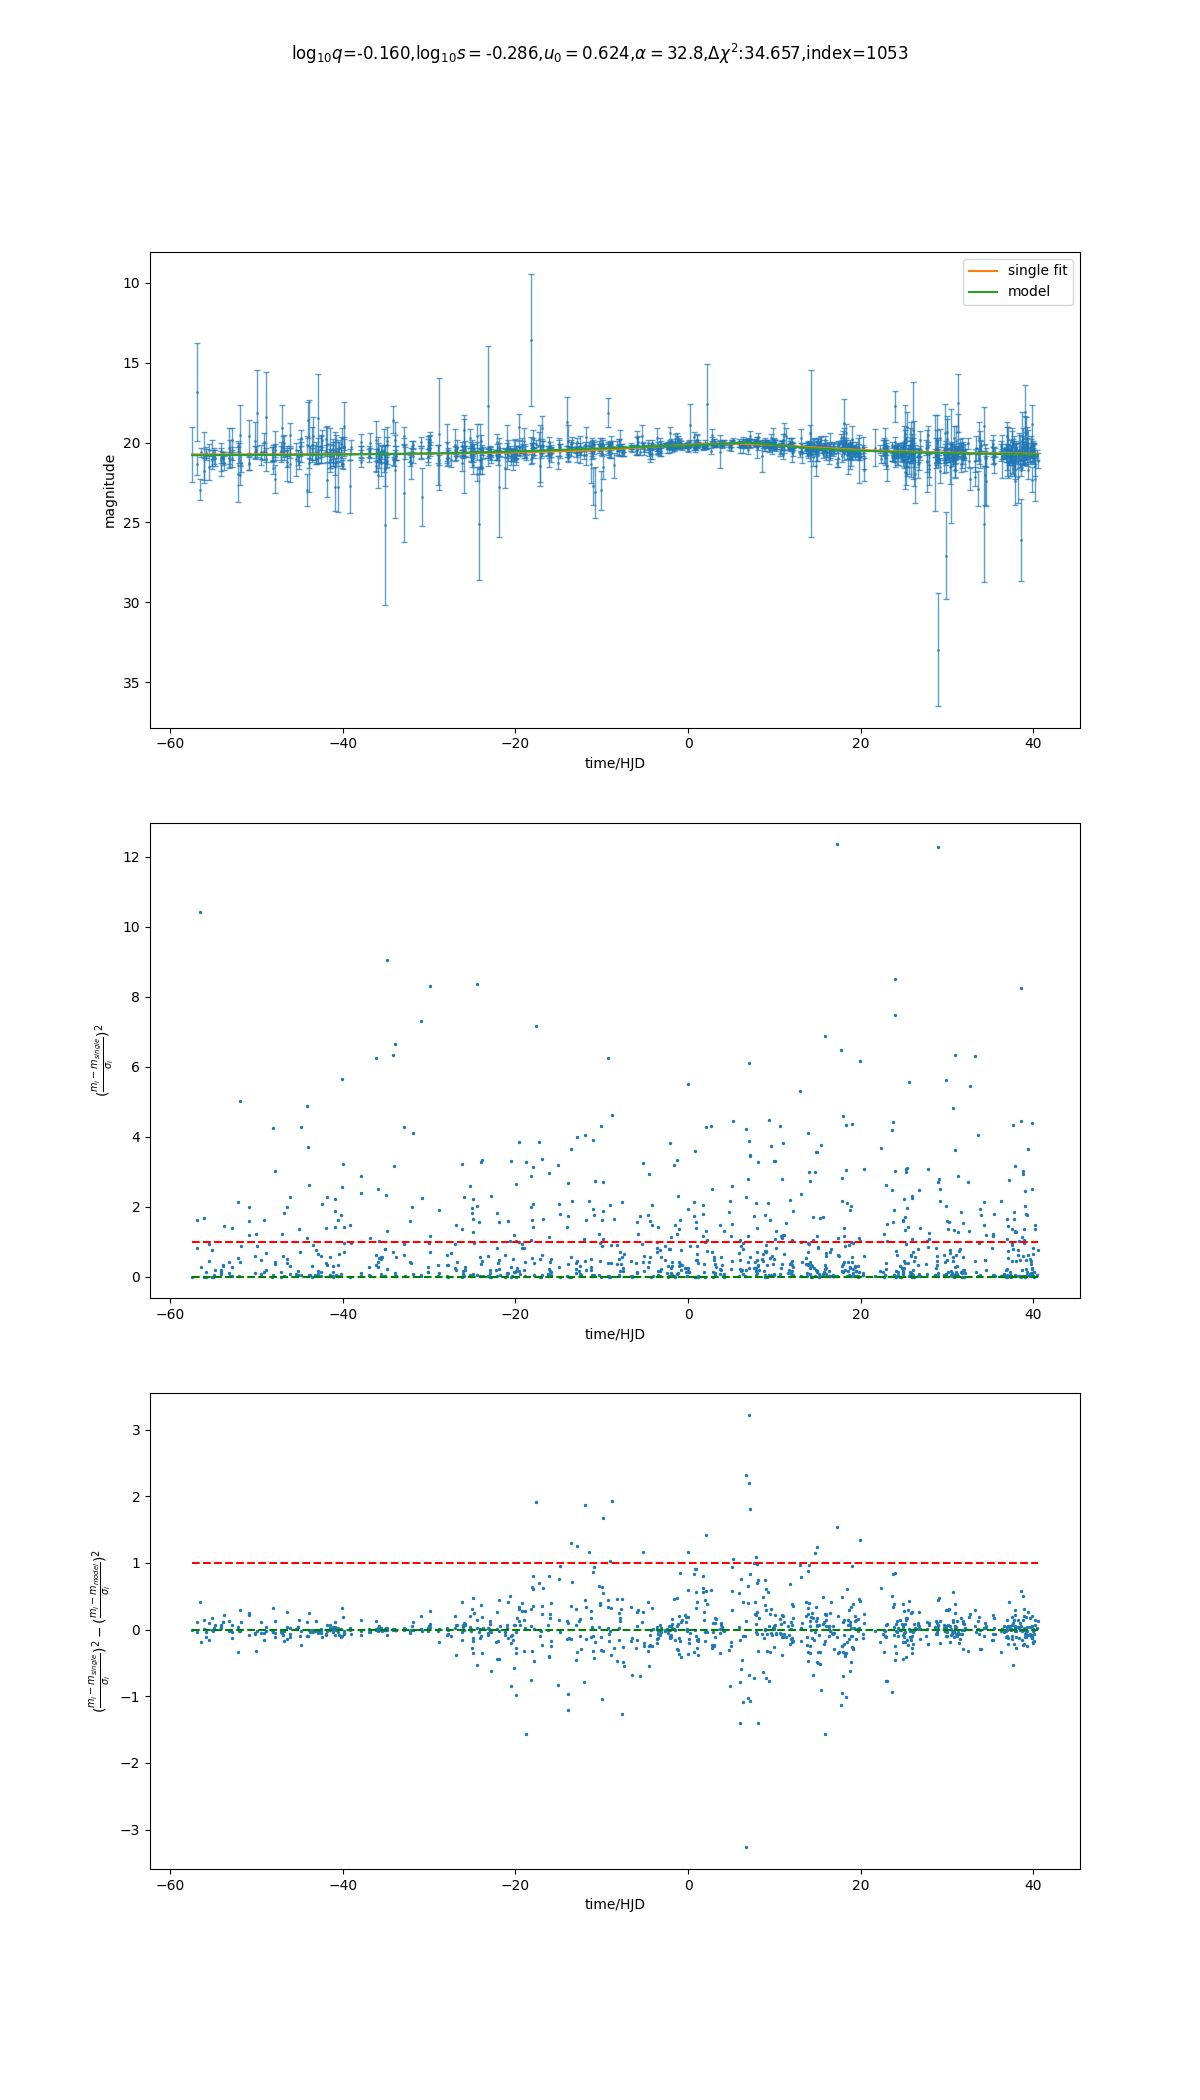 log₁₀q=-0.160,log₁₀s = -0.286,u₀ = 0.624,α = 32.8,Δχ²:34.657,index=1053
single fit
model
10
15
20
25
30
35
magnitude
−60 −40 −20 0 20 40
time/HJD
12
10
8
6
4
2
0
((mᵢ − m_single)/σᵢ)²
−60 −40 −20 0 20 40
time/HJD
3
2
1
0
−1
−2
−3
((mᵢ − m_single)/σᵢ)² − ((mᵢ − m_model)/σᵢ)²
−60 −40 −20 0 20 40
time/HJD